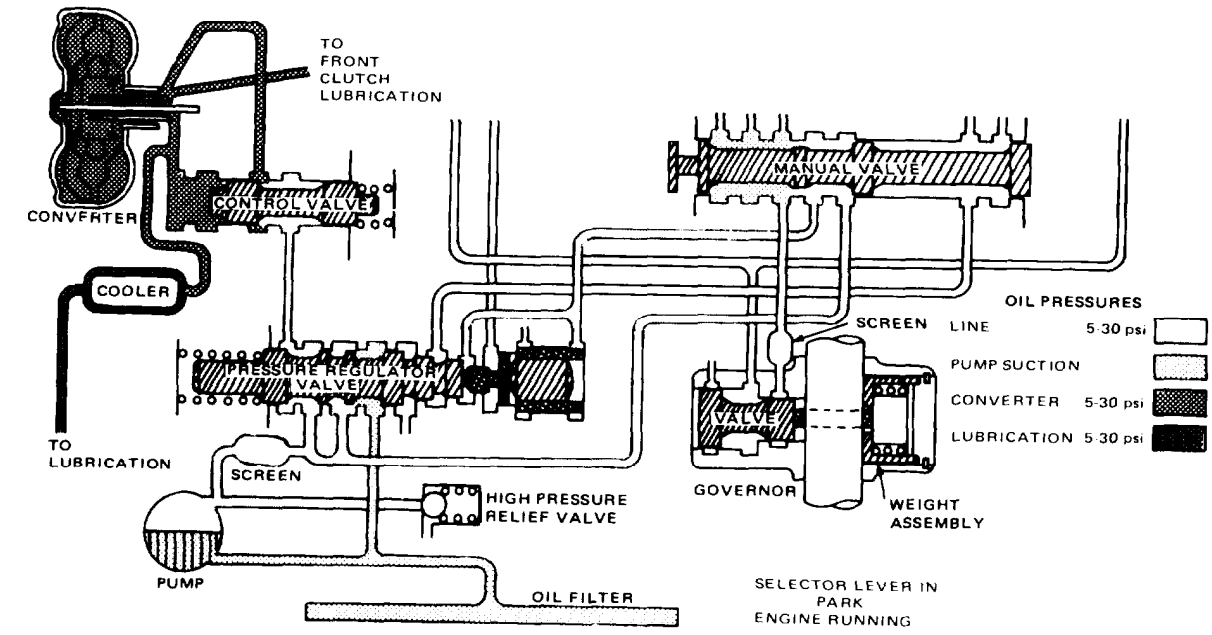 TO
FRONT
CLUTCH
LUBRICATION
MANUAL VALVE
CONTROL VALVE
CONVERTER
COOLER
OIL PRESSURES
LINE 5-30 psi
SCREEN
PUMP SUCTION
CONVERTER 5-30 psi
LUBRICATION 5-30 psi
PRESSURE REGULATOR
VALVE
VALVE
TO
LUBRICATION
SCREEN
GOVERNOR
WEIGHT
ASSEMBLY
HIGH PRESSURE
RELIEF VALVE
PUMP
OIL FILTER
SELECTOR LEVER IN
PARK
ENGINE RUNNING